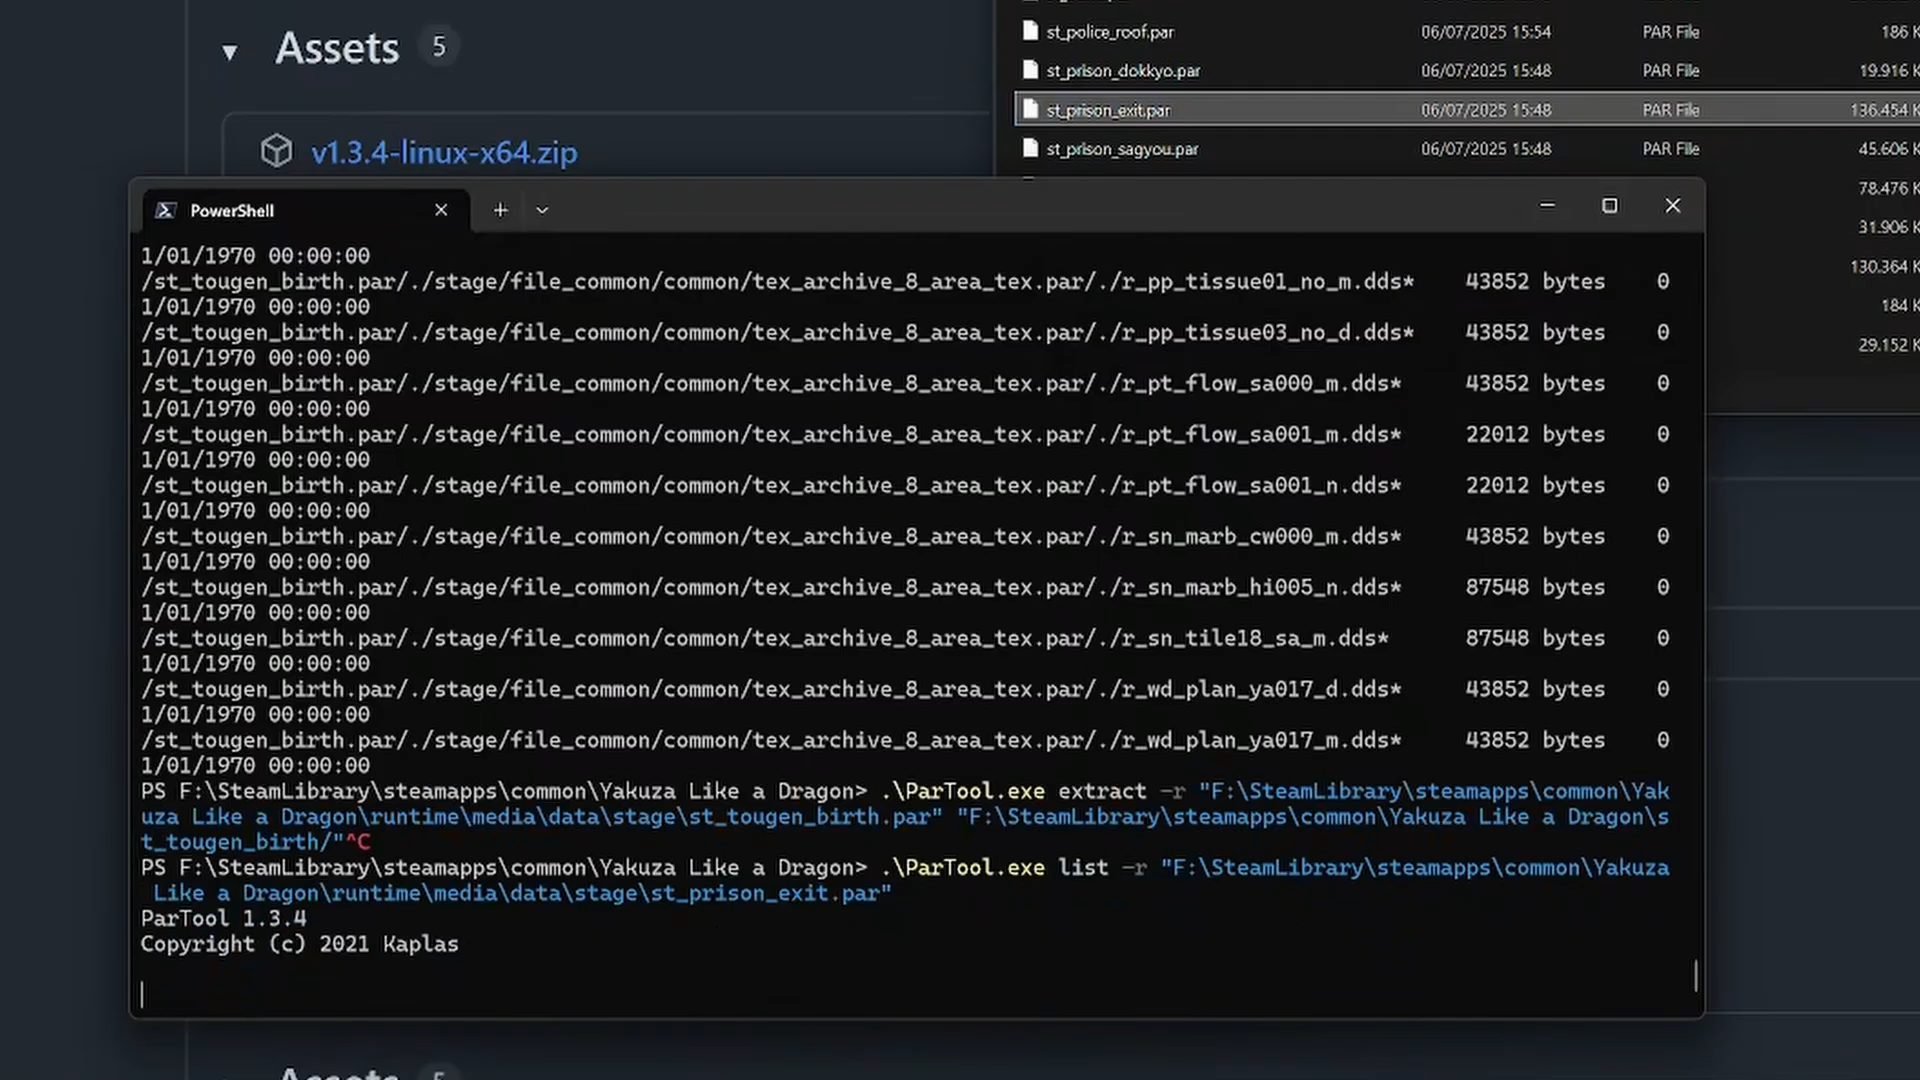 Assets 5
v1.3.4-linux-x64.zip
st_police_roof.par 06/07/2025 15:54 PAR File 186 K
st_prison_dokkyo.par 06/07/2025 15:48 PAR File 19.916 K
st_prison_exit.par 06/07/2025 15:48 PAR File 136.454 K
st_prison_sagyou.par 06/07/2025 15:48 PAR File 45.606 K
78.476 K
31.906 K
130.364 K
184 K
29.152 K
PowerShell
1/01/1970 00:00:00
/st_tougen_birth.par/./stage/file_common/common/tex_archive_8_area_tex.par/./r_pp_tissue01_no_m.dds* 43852 bytes 0
1/01/1970 00:00:00
/st_tougen_birth.par/./stage/file_common/common/tex_archive_8_area_tex.par/./r_pp_tissue03_no_d.dds* 43852 bytes 0
1/01/1970 00:00:00
/st_tougen_birth.par/./stage/file_common/common/tex_archive_8_area_tex.par/./r_pt_flow_sa000_m.dds* 43852 bytes 0
1/01/1970 00:00:00
/st_tougen_birth.par/./stage/file_common/common/tex_archive_8_area_tex.par/./r_pt_flow_sa001_m.dds* 22012 bytes 0
1/01/1970 00:00:00
/st_tougen_birth.par/./stage/file_common/common/tex_archive_8_area_tex.par/./r_pt_flow_sa001_n.dds* 22012 bytes 0
1/01/1970 00:00:00
/st_tougen_birth.par/./stage/file_common/common/tex_archive_8_area_tex.par/./r_sn_marb_cw000_m.dds* 43852 bytes 0
1/01/1970 00:00:00
/st_tougen_birth.par/./stage/file_common/common/tex_archive_8_area_tex.par/./r_sn_marb_hi005_n.dds* 87548 bytes 0
1/01/1970 00:00:00
/st_tougen_birth.par/./stage/file_common/common/tex_archive_8_area_tex.par/./r_sn_tile18_sa_m.dds* 87548 bytes 0
1/01/1970 00:00:00
/st_tougen_birth.par/./stage/file_common/common/tex_archive_8_area_tex.par/./r_wd_plan_ya017_d.dds* 43852 bytes 0
1/01/1970 00:00:00
/st_tougen_birth.par/./stage/file_common/common/tex_archive_8_area_tex.par/./r_wd_plan_ya017_m.dds* 43852 bytes 0
1/01/1970 00:00:00
PS F:\SteamLibrary\steamapps\common\Yakuza Like a Dragon> .\ParTool.exe extract -r "F:\SteamLibrary\steamapps\common\Yak
uza Like a Dragon\runtime\media\data\stage\st_tougen_birth.par" "F:\SteamLibrary\steamapps\common\Yakuza Like a Dragon\s
t_tougen_birth/"^C
PS F:\SteamLibrary\steamapps\common\Yakuza Like a Dragon> .\ParTool.exe list -r "F:\SteamLibrary\steamapps\common\Yakuza
Like a Dragon\runtime\media\data\stage\st_prison_exit.par"
ParTool 1.3.4
Copyright (c) 2021 Kaplas
Assets 5